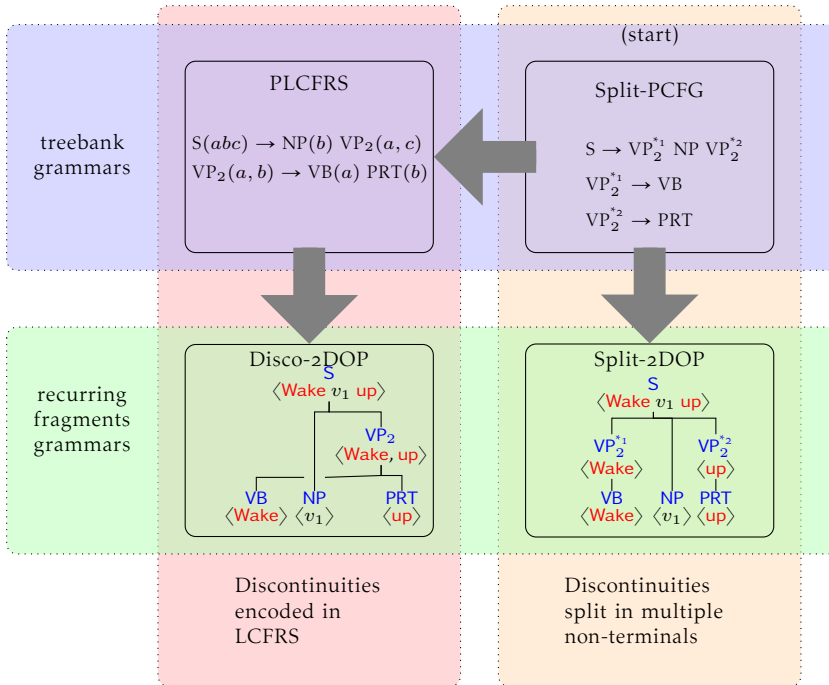 (start)
treebank
grammars
PLCFRS
S(abc) → NP(b) VP₂(a, c)
VP₂(a, b) → VB(a) PRT(b)
Split-PCFG
S → VP₂^{*₁} NP VP₂^{*₂}
VP₂^{*₁} → VB
VP₂^{*₂} → PRT
recurring
fragments
grammars
Disco-2DOP
S
⟨Wake v₁ up⟩
VP₂
⟨Wake, up⟩
VB NP PRT
⟨Wake⟩ ⟨v₁⟩ ⟨up⟩
Split-2DOP
S
⟨Wake v₁ up⟩
VP₂^{*₁} VP₂^{*₂}
⟨Wake⟩ ⟨up⟩
VB NP PRT
⟨Wake⟩ ⟨v₁⟩ ⟨up⟩
Discontinuities
encoded in
LCFRS
Discontinuities
split in multiple
non-terminals